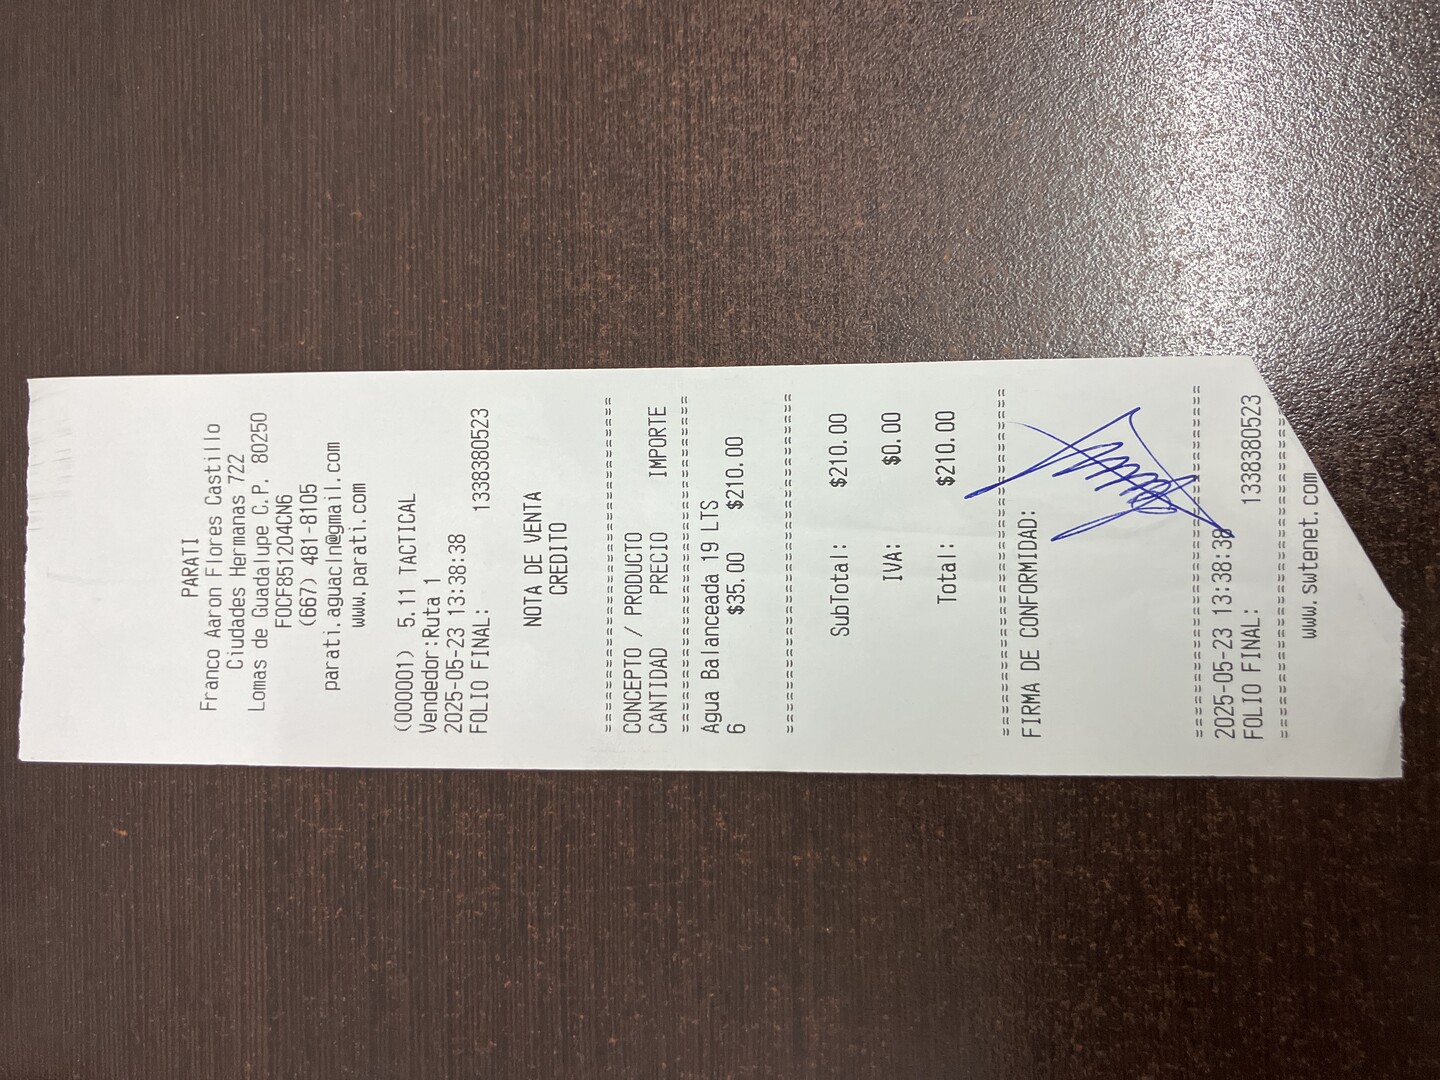 PARATI
Franco Aaron Flores Castillo
Ciudades Hermanas 722
Lomas de Guadalupe C.P. 80250
FOCF851204CN6
(667) 481-8105
parati.aguacln@gmail.com
www.parati.com
(000001) 5.11 TACTICAL
Vendedor:Ruta 1
2025-05-23 13:38:38
FOLIO FINAL: 1338380523
NOTA DE VENTA
CREDITO
================================
CONCEPTO / PRODUCTO
CANTIDAD PRECIO IMPORTE
================================
Agua Balanceada 19 LTS
6 $35.00 $210.00
================================
SubTotal: $210.00
IVA: $0.00
Total: $210.00
================================
FIRMA DE CONFORMIDAD:
================================
2025-05-23 13:38:38
FOLIO FINAL: 1338380523
================================
www.swtenet.com